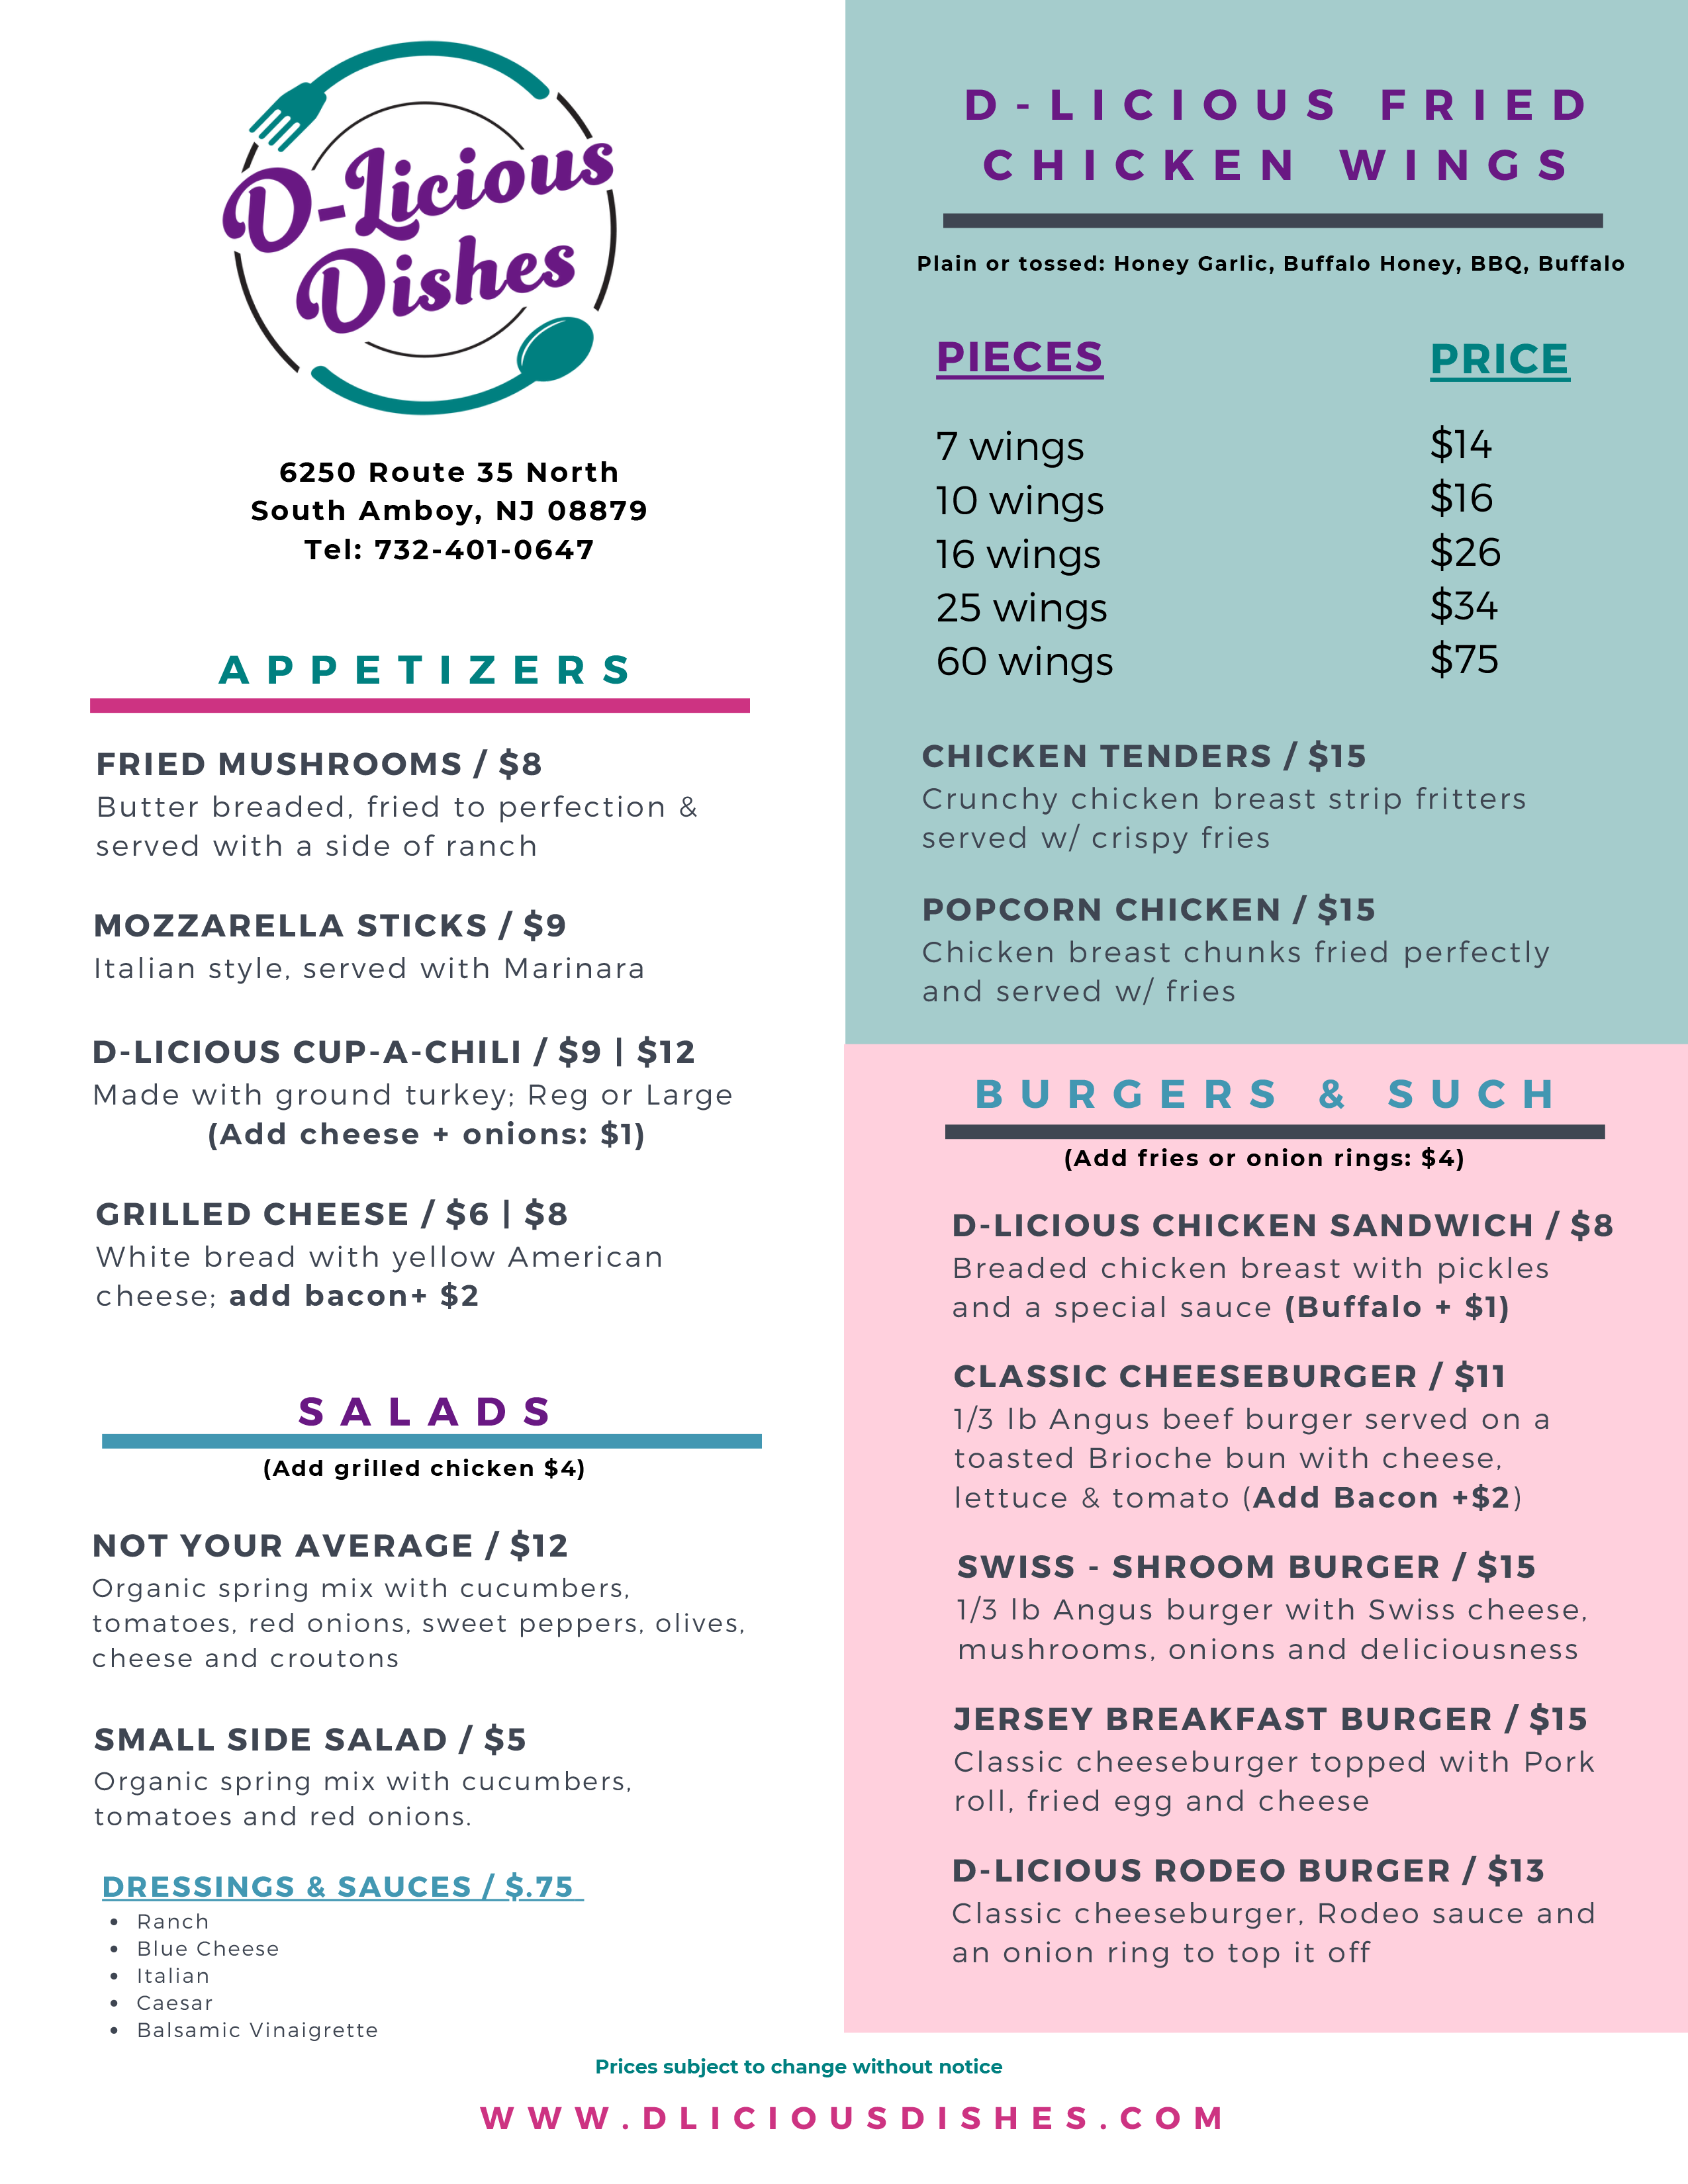 D-Licious
Dishes
6250 Route 35 North
South Amboy, NJ 08879
Tel: 732-401-0647
APPETIZERS
FRIED MUSHROOMS / $8
Butter breaded, fried to perfection &
served with a side of ranch
MOZZARELLA STICKS / $9
Italian style, served with Marinara
D-LICIOUS CUP-A-CHILI / $9 | $12
Made with ground turkey; Reg or Large
(Add cheese + onions: $1)
GRILLED CHEESE / $6 | $8
White bread with yellow American
cheese; add bacon+ $2
SALADS
(Add grilled chicken $4)
NOT YOUR AVERAGE / $12
Organic spring mix with cucumbers,
tomatoes, red onions, sweet peppers, olives,
cheese and croutons
SMALL SIDE SALAD / $5
Organic spring mix with cucumbers,
tomatoes and red onions.
DRESSINGS & SAUCES / $.75
• Ranch
• Blue Cheese
• Italian
• Caesar
• Balsamic Vinaigrette
D-LICIOUS FRIED
CHICKEN WINGS
Plain or tossed: Honey Garlic, Buffalo Honey, BBQ, Buffalo
PIECES PRICE
7 wings $14
10 wings $16
16 wings $26
25 wings $34
60 wings $75
CHICKEN TENDERS / $15
Crunchy chicken breast strip fritters
served w/ crispy fries
POPCORN CHICKEN / $15
Chicken breast chunks fried perfectly
and served w/ fries
BURGERS & SUCH
(Add fries or onion rings: $4)
D-LICIOUS CHICKEN SANDWICH / $8
Breaded chicken breast with pickles
and a special sauce (Buffalo + $1)
CLASSIC CHEESEBURGER / $11
1/3 lb Angus beef burger served on a
toasted Brioche bun with cheese,
lettuce & tomato (Add Bacon +$2)
SWISS - SHROOM BURGER / $15
1/3 lb Angus burger with Swiss cheese,
mushrooms, onions and deliciousness
JERSEY BREAKFAST BURGER / $15
Classic cheeseburger topped with Pork
roll, fried egg and cheese
D-LICIOUS RODEO BURGER / $13
Classic cheeseburger, Rodeo sauce and
an onion ring to top it off
Prices subject to change without notice
WWW.DLICIOUSDISHES.COM